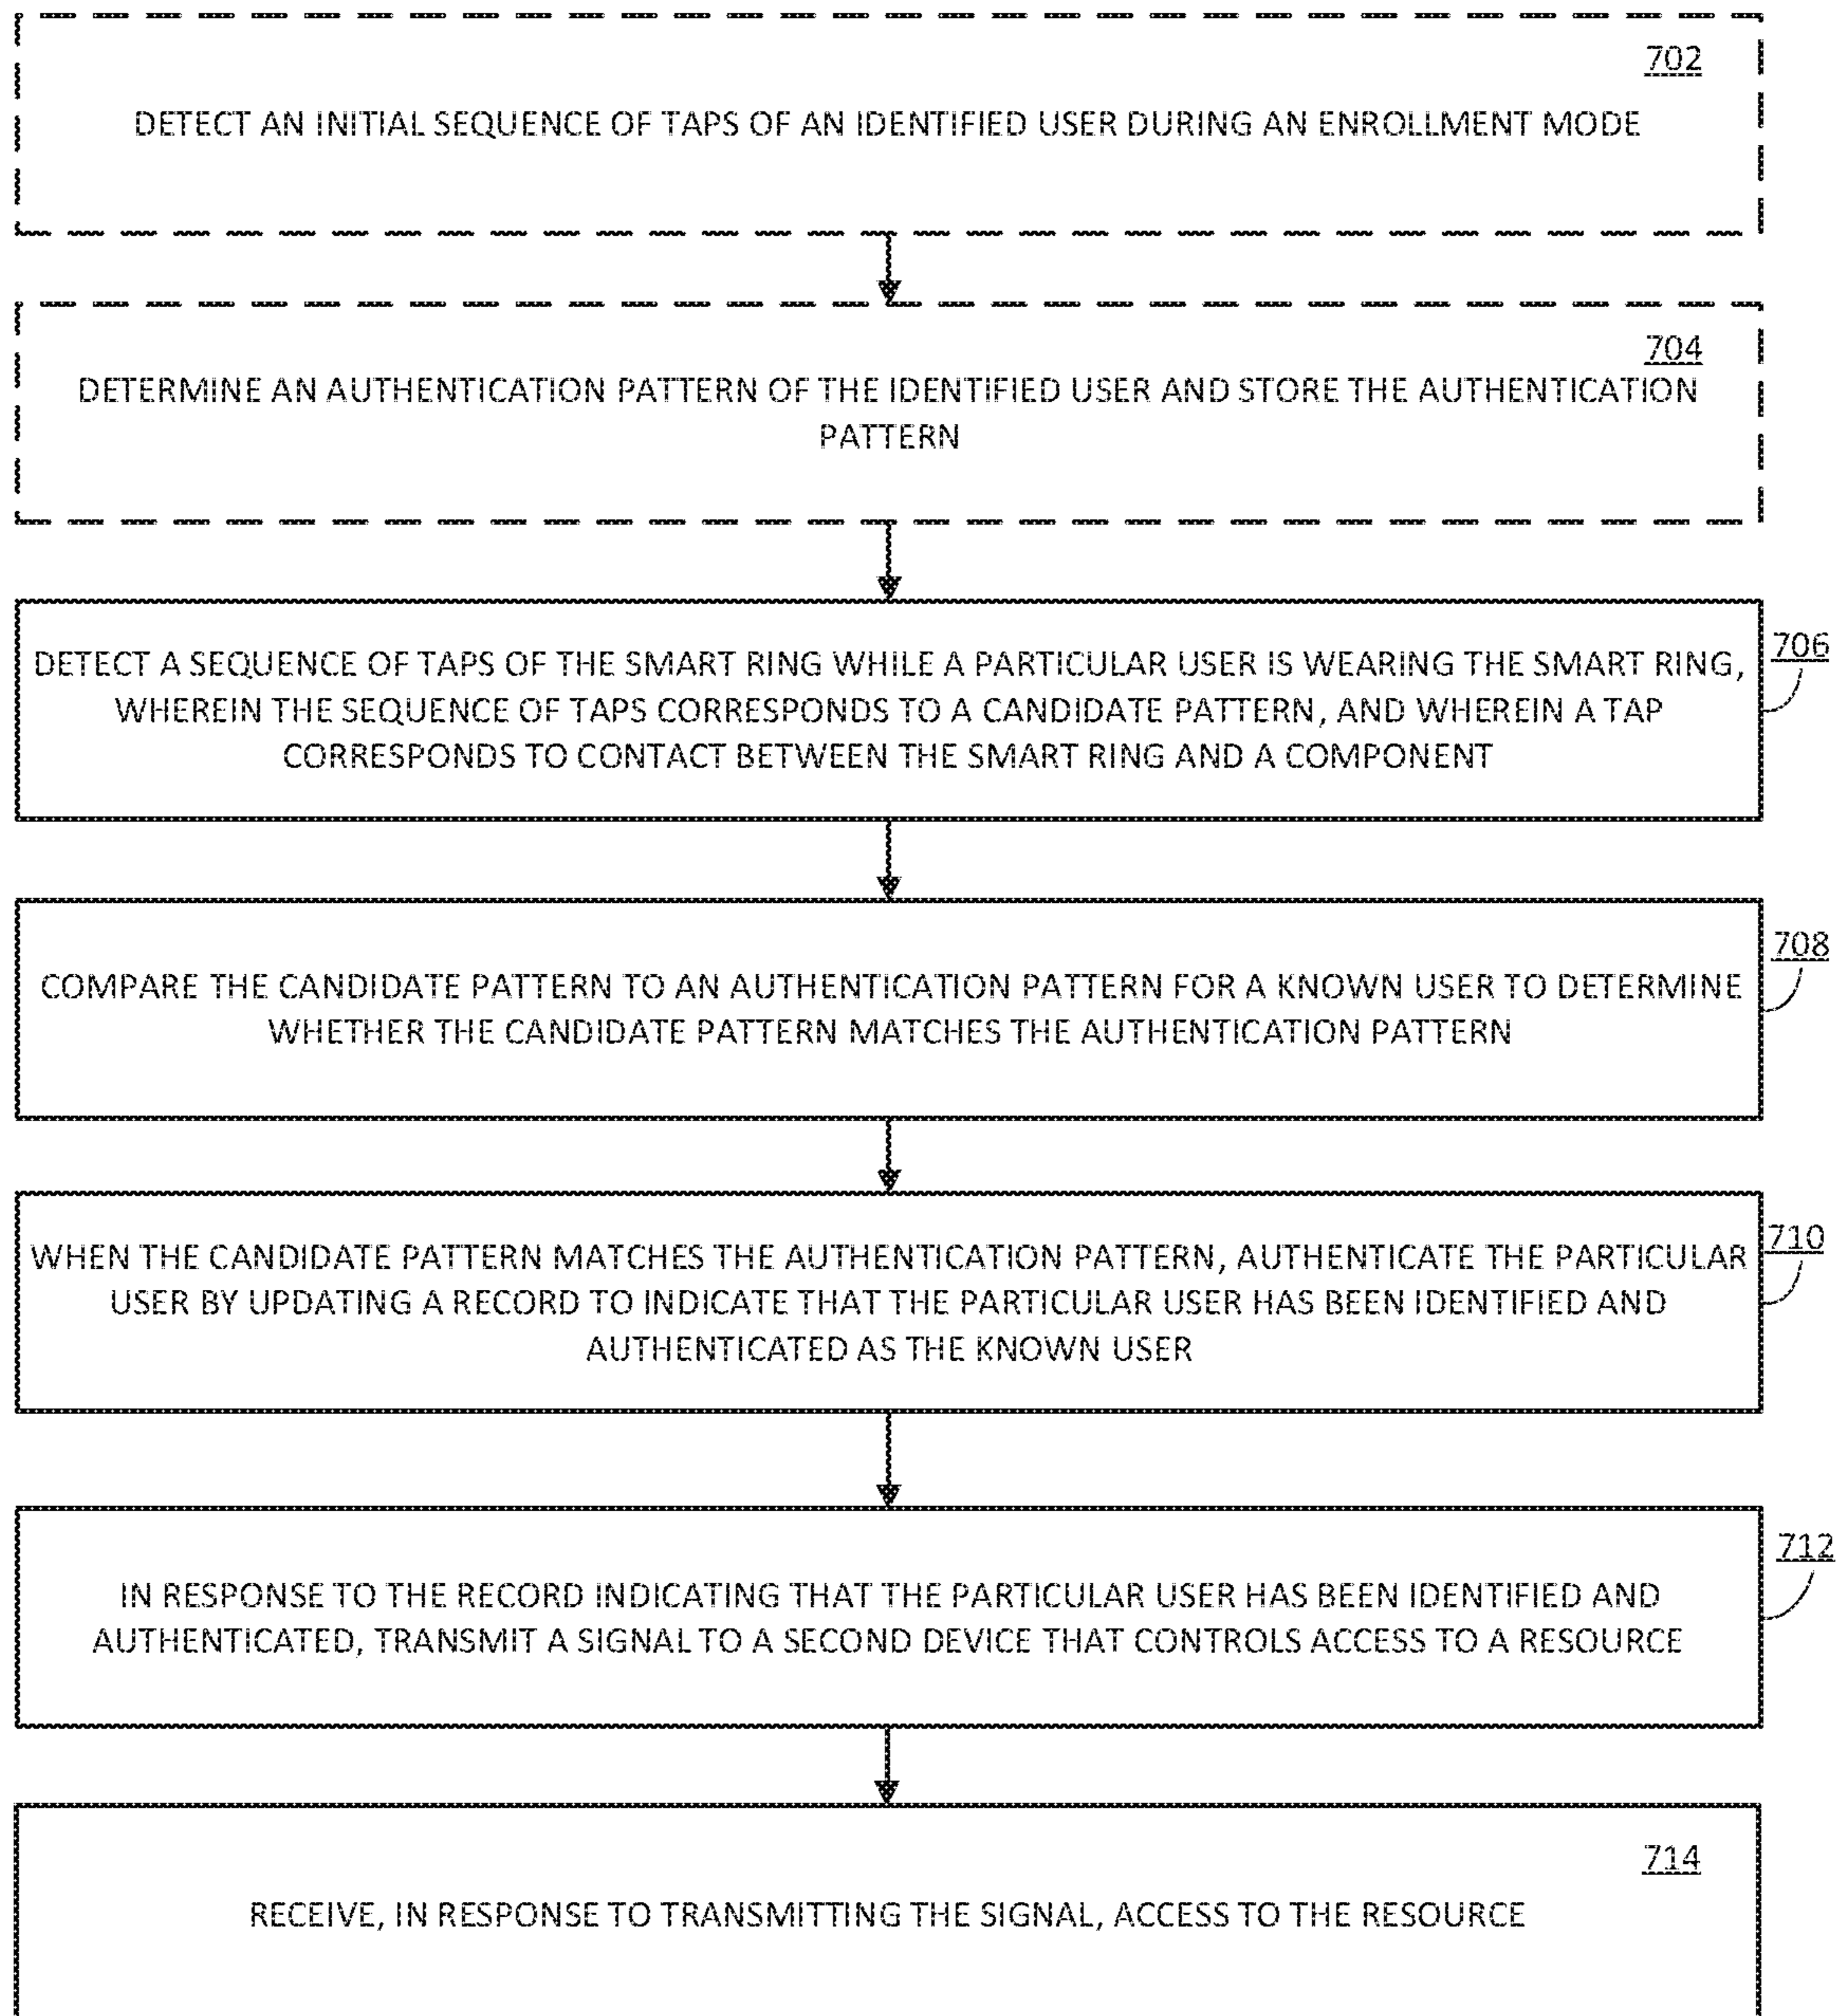 702
DETECT AN INITIAL SEQUENCE OF TAPS OF AN IDENTIFIED USER DURING AN ENROLLMENT MODE
704
DETERMINE AN AUTHENTICATION PATTERN OF THE IDENTIFIED USER AND STORE THE AUTHENTICATION
PATTERN
706
DETECT A SEQUENCE OF TAPS OF THE SMART RING WHILE A PARTICULAR USER IS WEARING THE SMART RING,
WHEREIN THE SEQUENCE OF TAPS CORRESPONDS TO A CANDIDATE PATTERN, AND WHEREIN A TAP
CORRESPONDS TO CONTACT BETWEEN THE SMART RING AND A COMPONENT
708
COMPARE THE CANDIDATE PATTERN TO AN AUTHENTICATION PATTERN FOR A KNOWN USER TO DETERMINE
WHETHER THE CANDIDATE PATTERN MATCHES THE AUTHENTICATION PATTERN
710
WHEN THE CANDIDATE PATTERN MATCHES THE AUTHENTICATION PATTERN, AUTHENTICATE THE PARTICULAR
USER BY UPDATING A RECORD TO INDICATE THAT THE PARTICULAR USER HAS BEEN IDENTIFIED AND
AUTHENTICATED AS THE KNOWN USER
712
IN RESPONSE TO THE RECORD INDICATING THAT THE PARTICULAR USER HAS BEEN IDENTIFIED AND
AUTHENTICATED, TRANSMIT A SIGNAL TO A SECOND DEVICE THAT CONTROLS ACCESS TO A RESOURCE
714
RECEIVE, IN RESPONSE TO TRANSMITTING THE SIGNAL, ACCESS TO THE RESOURCE